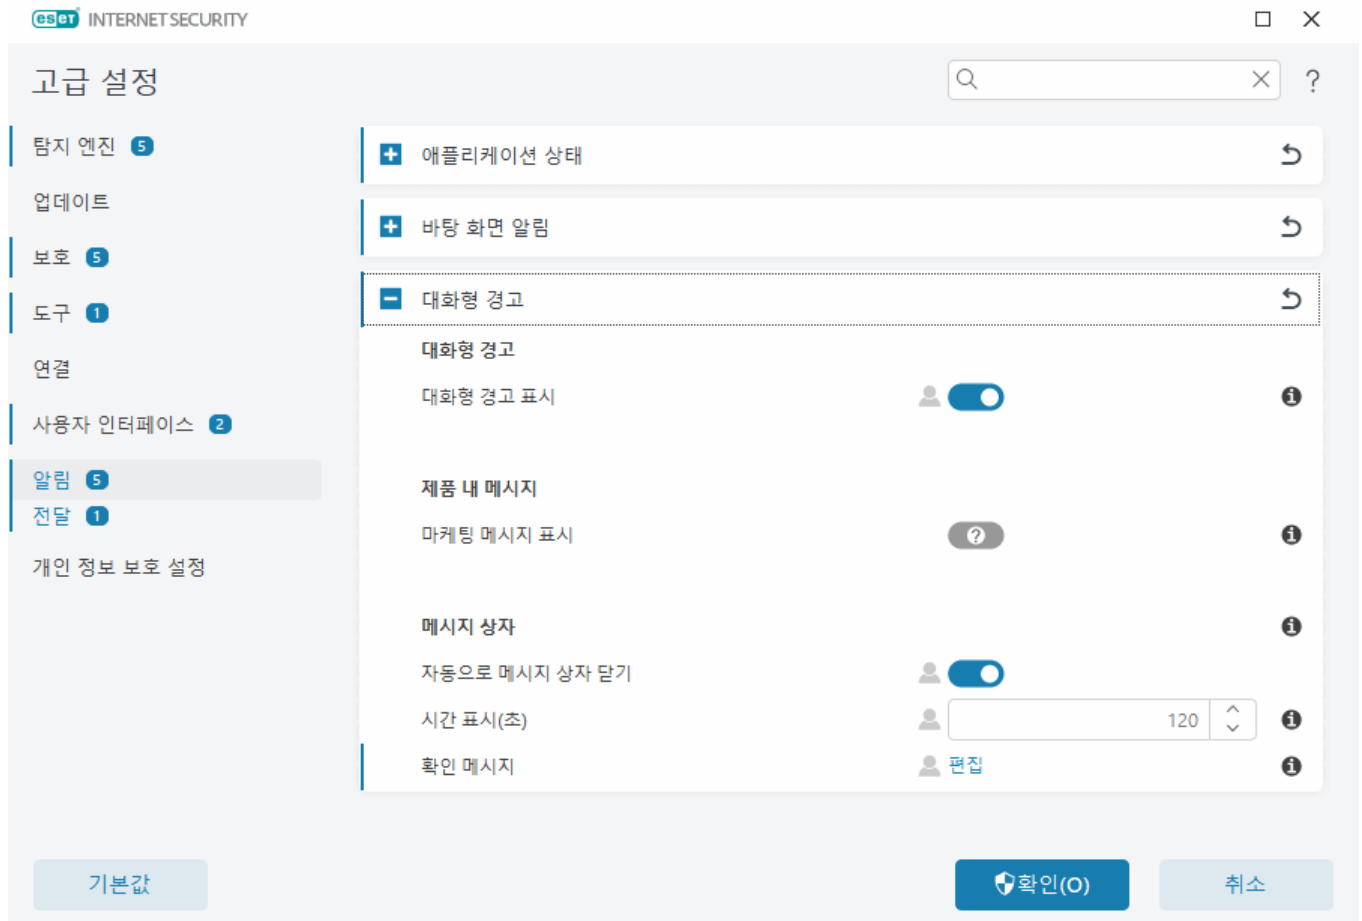 eset INTERNET SECURITY
고급 설정
?
탐지 엔진 5
업데이트
보호 5
도구 1
연결
사용자 인터페이스 2
알림 5
전달 1
개인 정보 보호 설정
애플리케이션 상태
바탕 화면 알림
대화형 경고
대화형 경고
대화형 경고 표시
제품 내 메시지
마케팅 메시지 표시 ?
메시지 상자
자동으로 메시지 상자 닫기
시간 표시(초) 120
확인 메시지 편집
기본값
확인(O)
취소